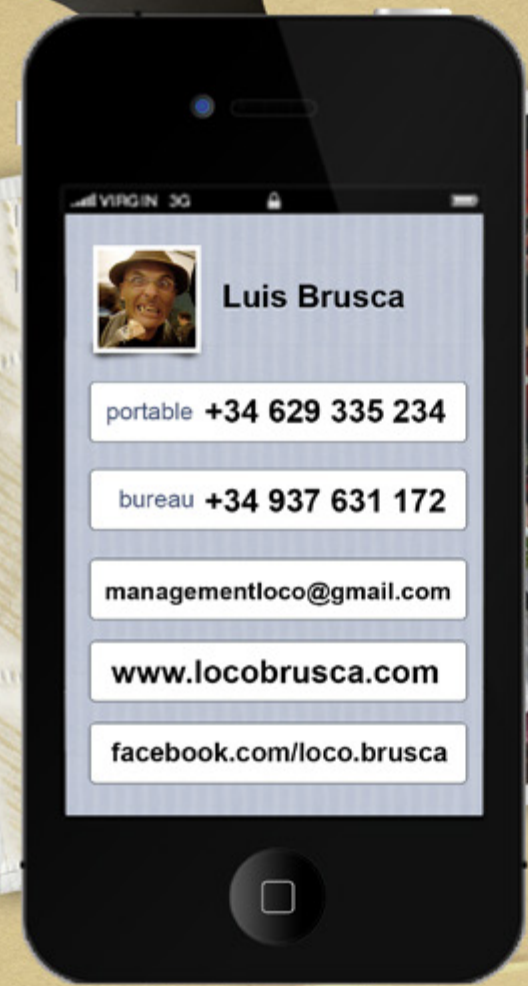 VIRGIN 3G
Luis Brusca
portable +34 629 335 234
bureau +34 937 631 172
managementloco@gmail.com
www.locobrusca.com
facebook.com/loco.brusca